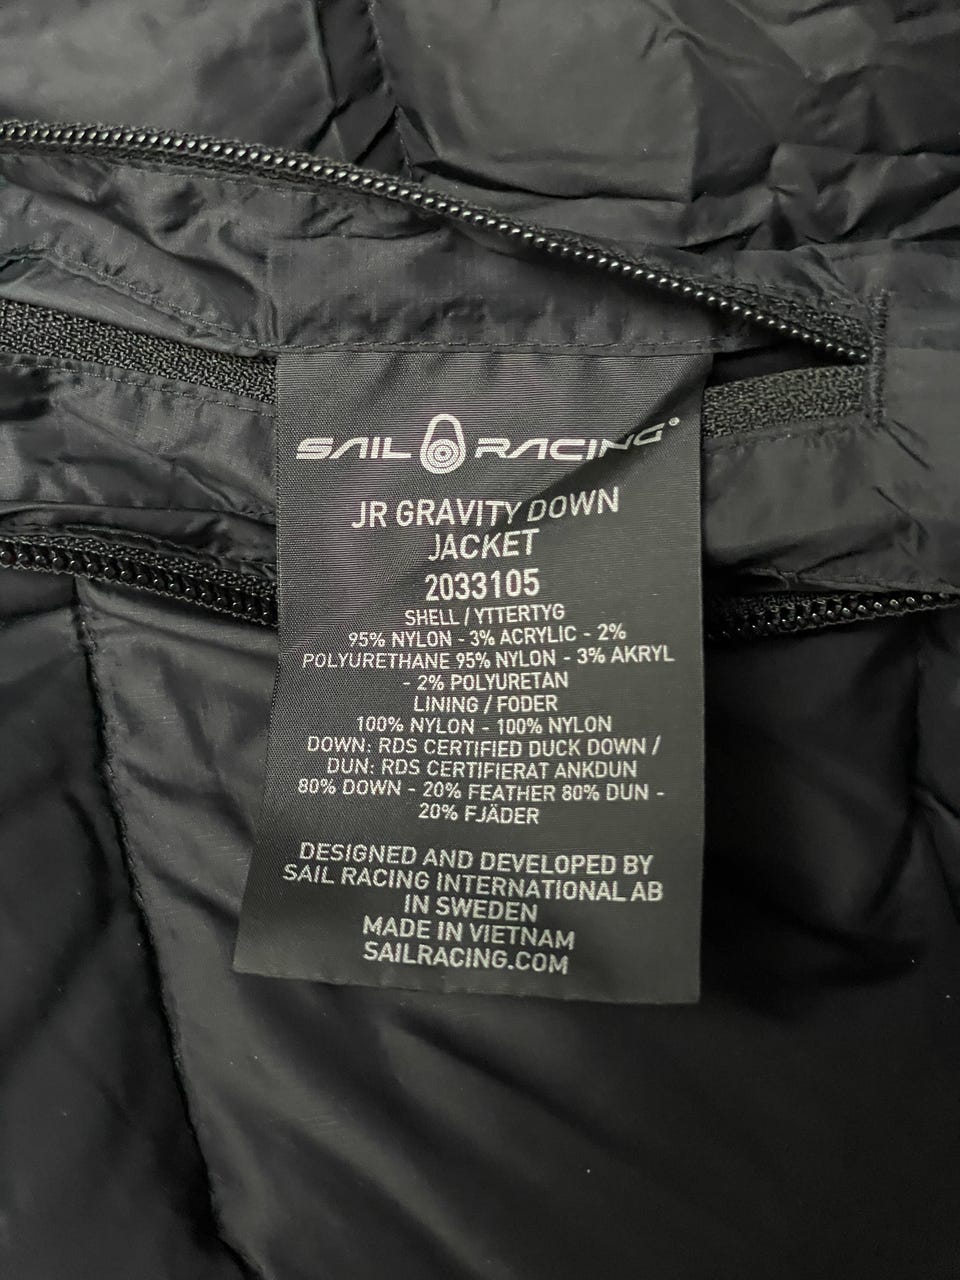 SAIL RACING®
JR GRAVITY DOWN
JACKET
2033105
SHELL / YTTERTYG
95% NYLON - 3% ACRYLIC - 2%
POLYURETHANE 95% NYLON - 3% AKRYL
- 2% POLYURETAN
LINING / FODER
100% NYLON - 100% NYLON
DOWN: RDS CERTIFIED DUCK DOWN /
DUN: RDS CERTIFIERAT ANKDUN
80% DOWN - 20% FEATHER 80% DUN -
20% FJÄDER
DESIGNED AND DEVELOPED BY
SAIL RACING INTERNATIONAL AB
IN SWEDEN
MADE IN VIETNAM
SAILRACING.COM